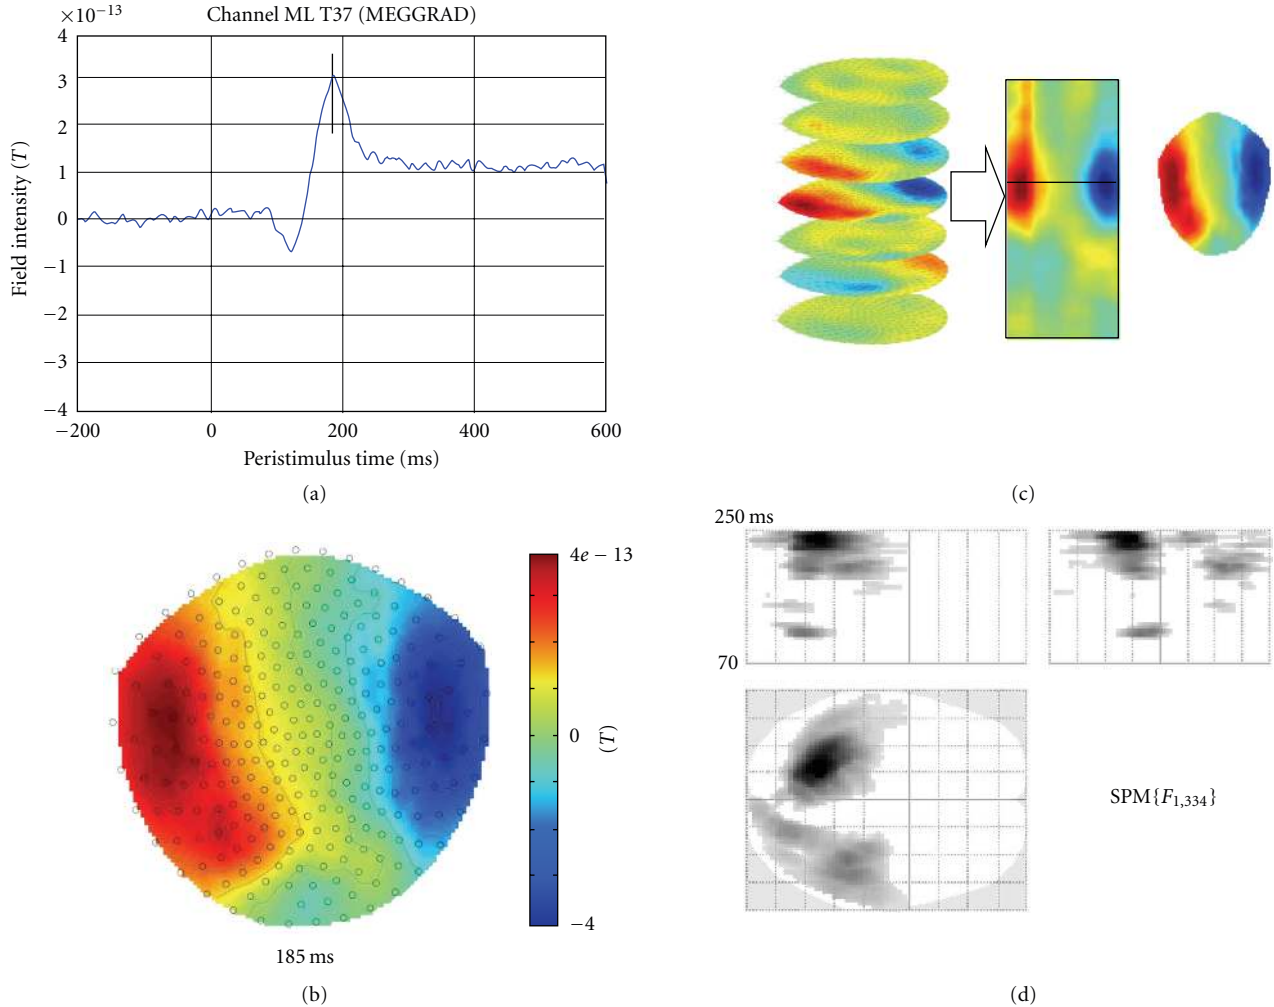 ×10−13
Channel ML T37 (MEGGRAD)
4
3
2
1
0
−1
−2
−3
−4
Field intensity (T)
−200
0
200
400
600
Peristimulus time (ms)
(a)
4e − 13
0
(T)
−4
185 ms
(b)
(c)
250 ms
70
SPM{F1,334}
(d)